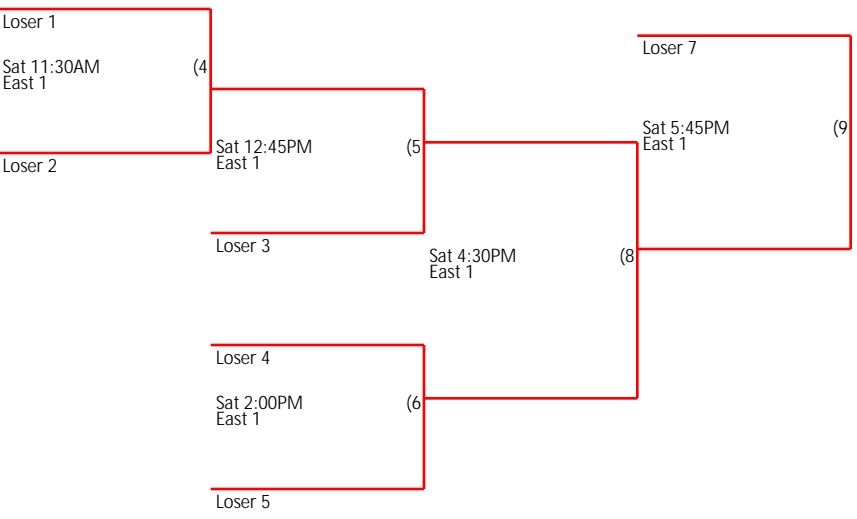 Loser 1
Sat 11:30AM (4
East 1
Loser 2
Sat 12:45PM (5
East 1
Loser 3
Loser 4
Sat 2:00PM (6
East 1
Loser 5
Sat 4:30PM (8
East 1
Loser 7
Sat 5:45PM (9
East 1